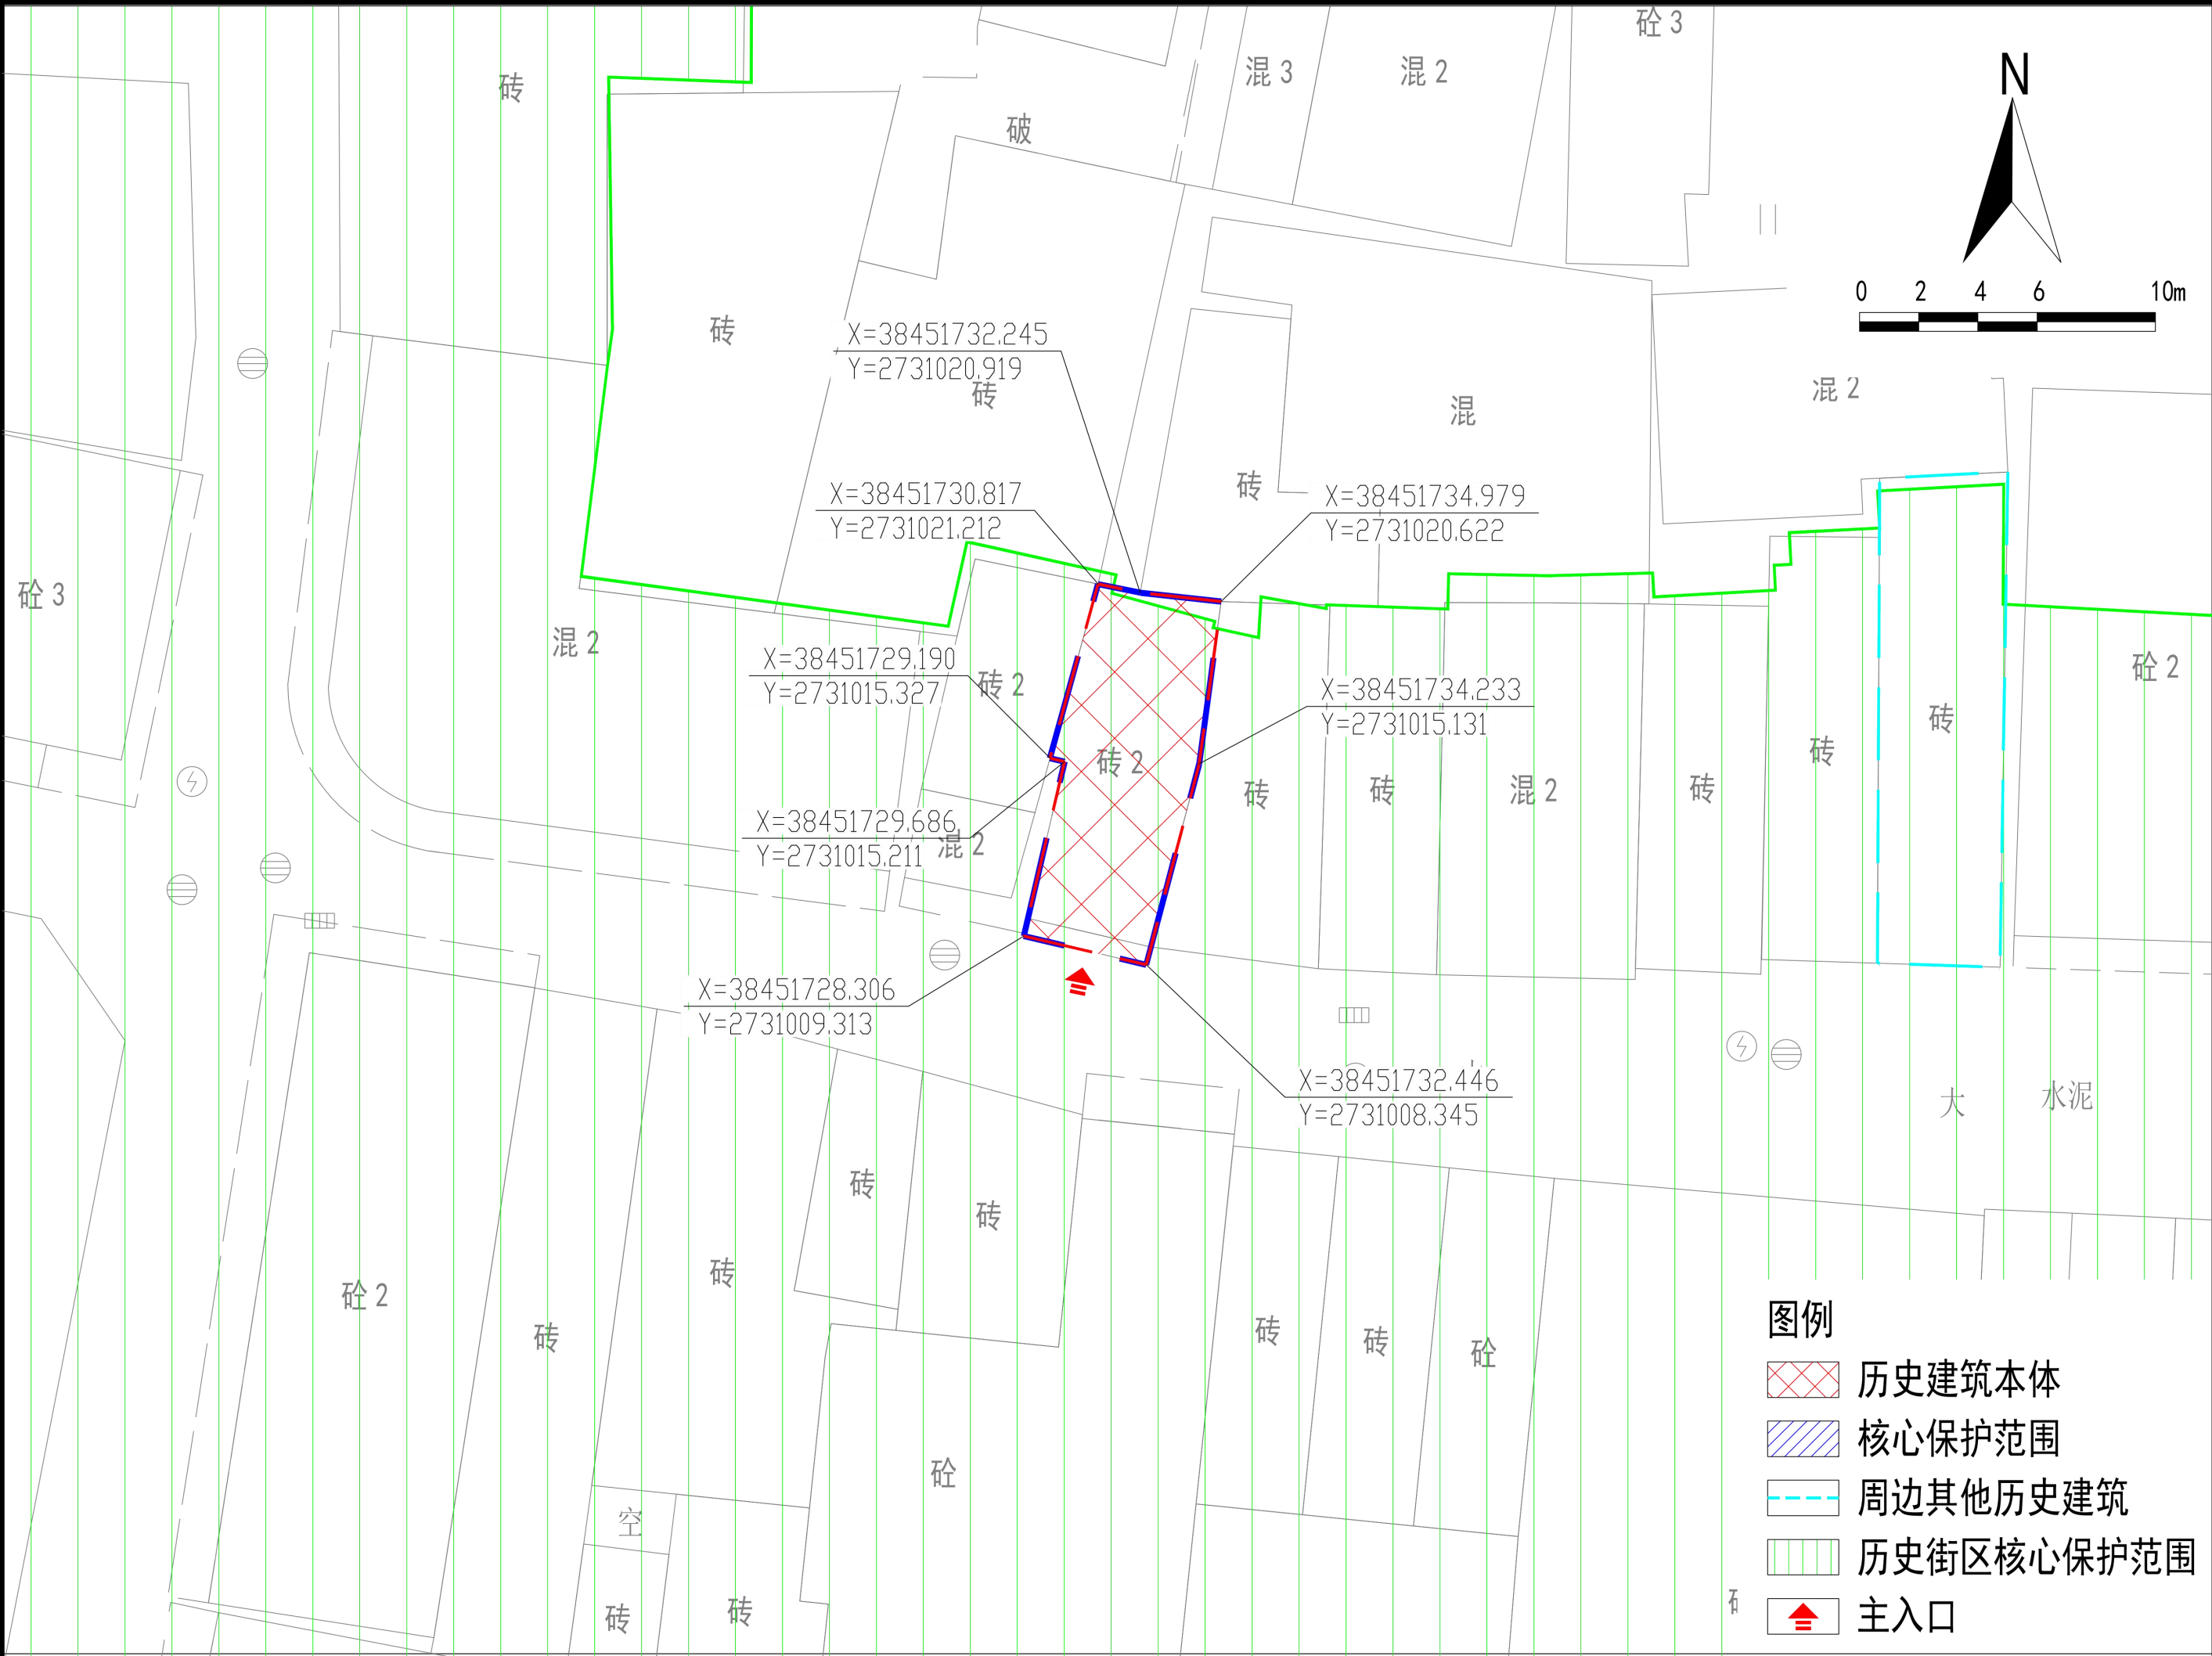 砼 3
混 3
混 2
砖
N
破
0 2 4 6 10m
砖
X=38451732.245
Y=2731020.919
砖
混 2
混
砖
X=38451730.817
Y=2731021.212
X=38451734.979
Y=2731020.622
砼 3
混 2
X=38451729.190
Y=2731015.327
砖 2
X=38451734.233
Y=2731015.131
砼 2
砖
砖
砖 2
砖
砖
混 2
砖
X=38451729.686
Y=2731015.211
混 2
X=38451728.306
Y=2731009.313
X=38451732.446
Y=2731008.345
大
水泥
砖
砖
砖
砼 2
砖
砖
砖
砼
砼
空
砖
砖
图例
历史建筑本体
核心保护范围
周边其他历史建筑
历史街区核心保护范围
主入口